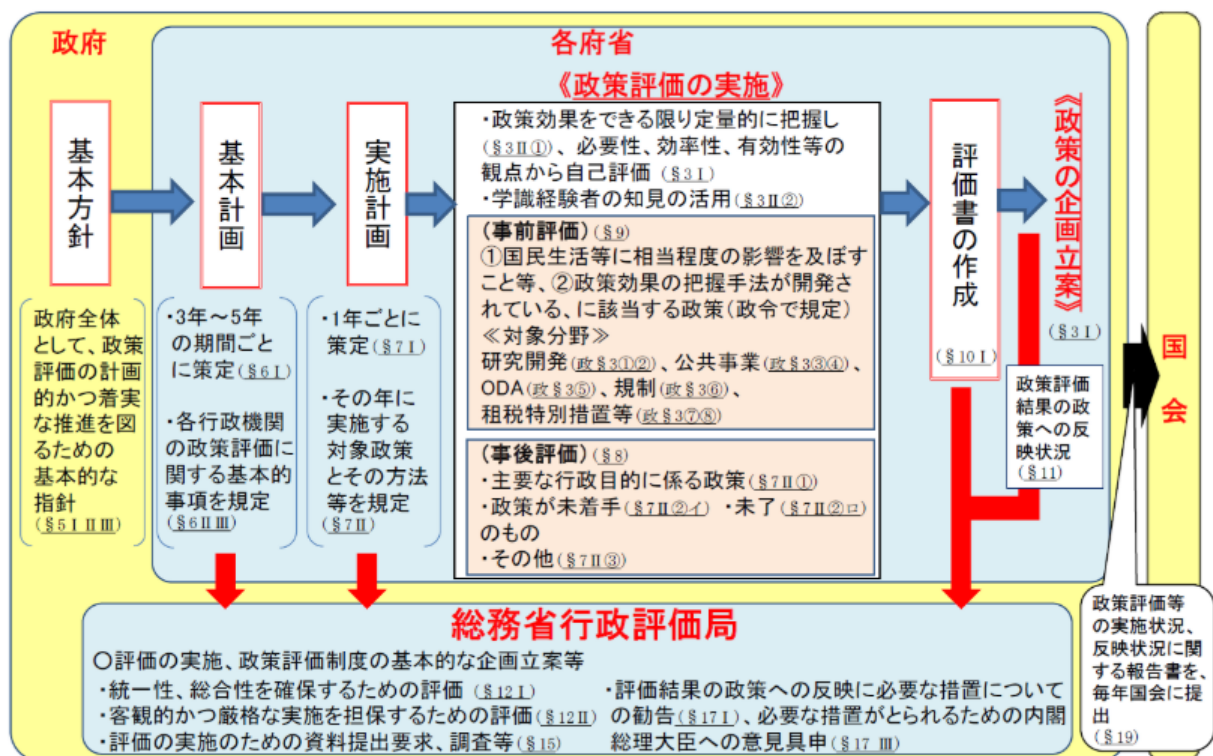 政府
各府省
《政策評価の実施》
基本方針
基本計画
実施計画
・政策効果をできる限り定量的に把握し
(§3Ⅱ①)、必要性、効率性、有効性等の
観点から自己評価 (§3Ⅰ)
・学識経験者の知見の活用(§3Ⅱ②)
(事前評価)(§9)
①国民生活等に相当程度の影響を及ぼす
こと等、②政策効果の把握手法が開発さ
れている、に該当する政策(政令で規定)
≪対象分野≫
研究開発(政§3①②)、公共事業(政§3③④)、
ODA(政§3⑤)、規制(政§3⑥)、
租税特別措置等(政§3⑦⑧)
(事後評価)(§8)
・主要な行政目的に係る政策(§7Ⅱ①)
・政策が未着手(§7Ⅱ②イ) ・未了(§7Ⅱ②ロ)
のもの
・その他(§7Ⅱ③)
評価書の作成
(§10Ⅰ)
《政策の企画立案》
(§3Ⅰ)
政策評価
結果の政
策への反
映状況
(§11)
国会
政府全体
として、政策
評価の計画
的かつ着実
な推進を図
るための
基本的な
指針
(§5ⅠⅡⅢ)
・3年~5年
の期間ごと
に策定(§6Ⅰ)
・各行政機関
の政策評価に
関する基本的
事項を規定
(§6ⅡⅢ)
・1年ごとに
策定(§7Ⅰ)
・その年に
実施する
対象政策
とその方法
等を規定
(§7Ⅱ)
総務省行政評価局
○評価の実施、政策評価制度の基本的な企画立案等
・統一性、総合性を確保するための評価(§12Ⅰ)
・客観的かつ厳格な実施を担保するための評価(§12Ⅱ)
・評価の実施のための資料提出要求、調査等(§15)
・評価結果の政策への反映に必要な措置について
の勧告(§17Ⅰ)、必要な措置がとられるための内閣
総理大臣への意見具申(§17 Ⅲ)
政策評価等
の実施状況、
反映状況に関
する報告書を、
毎年国会に提
出
(§19)